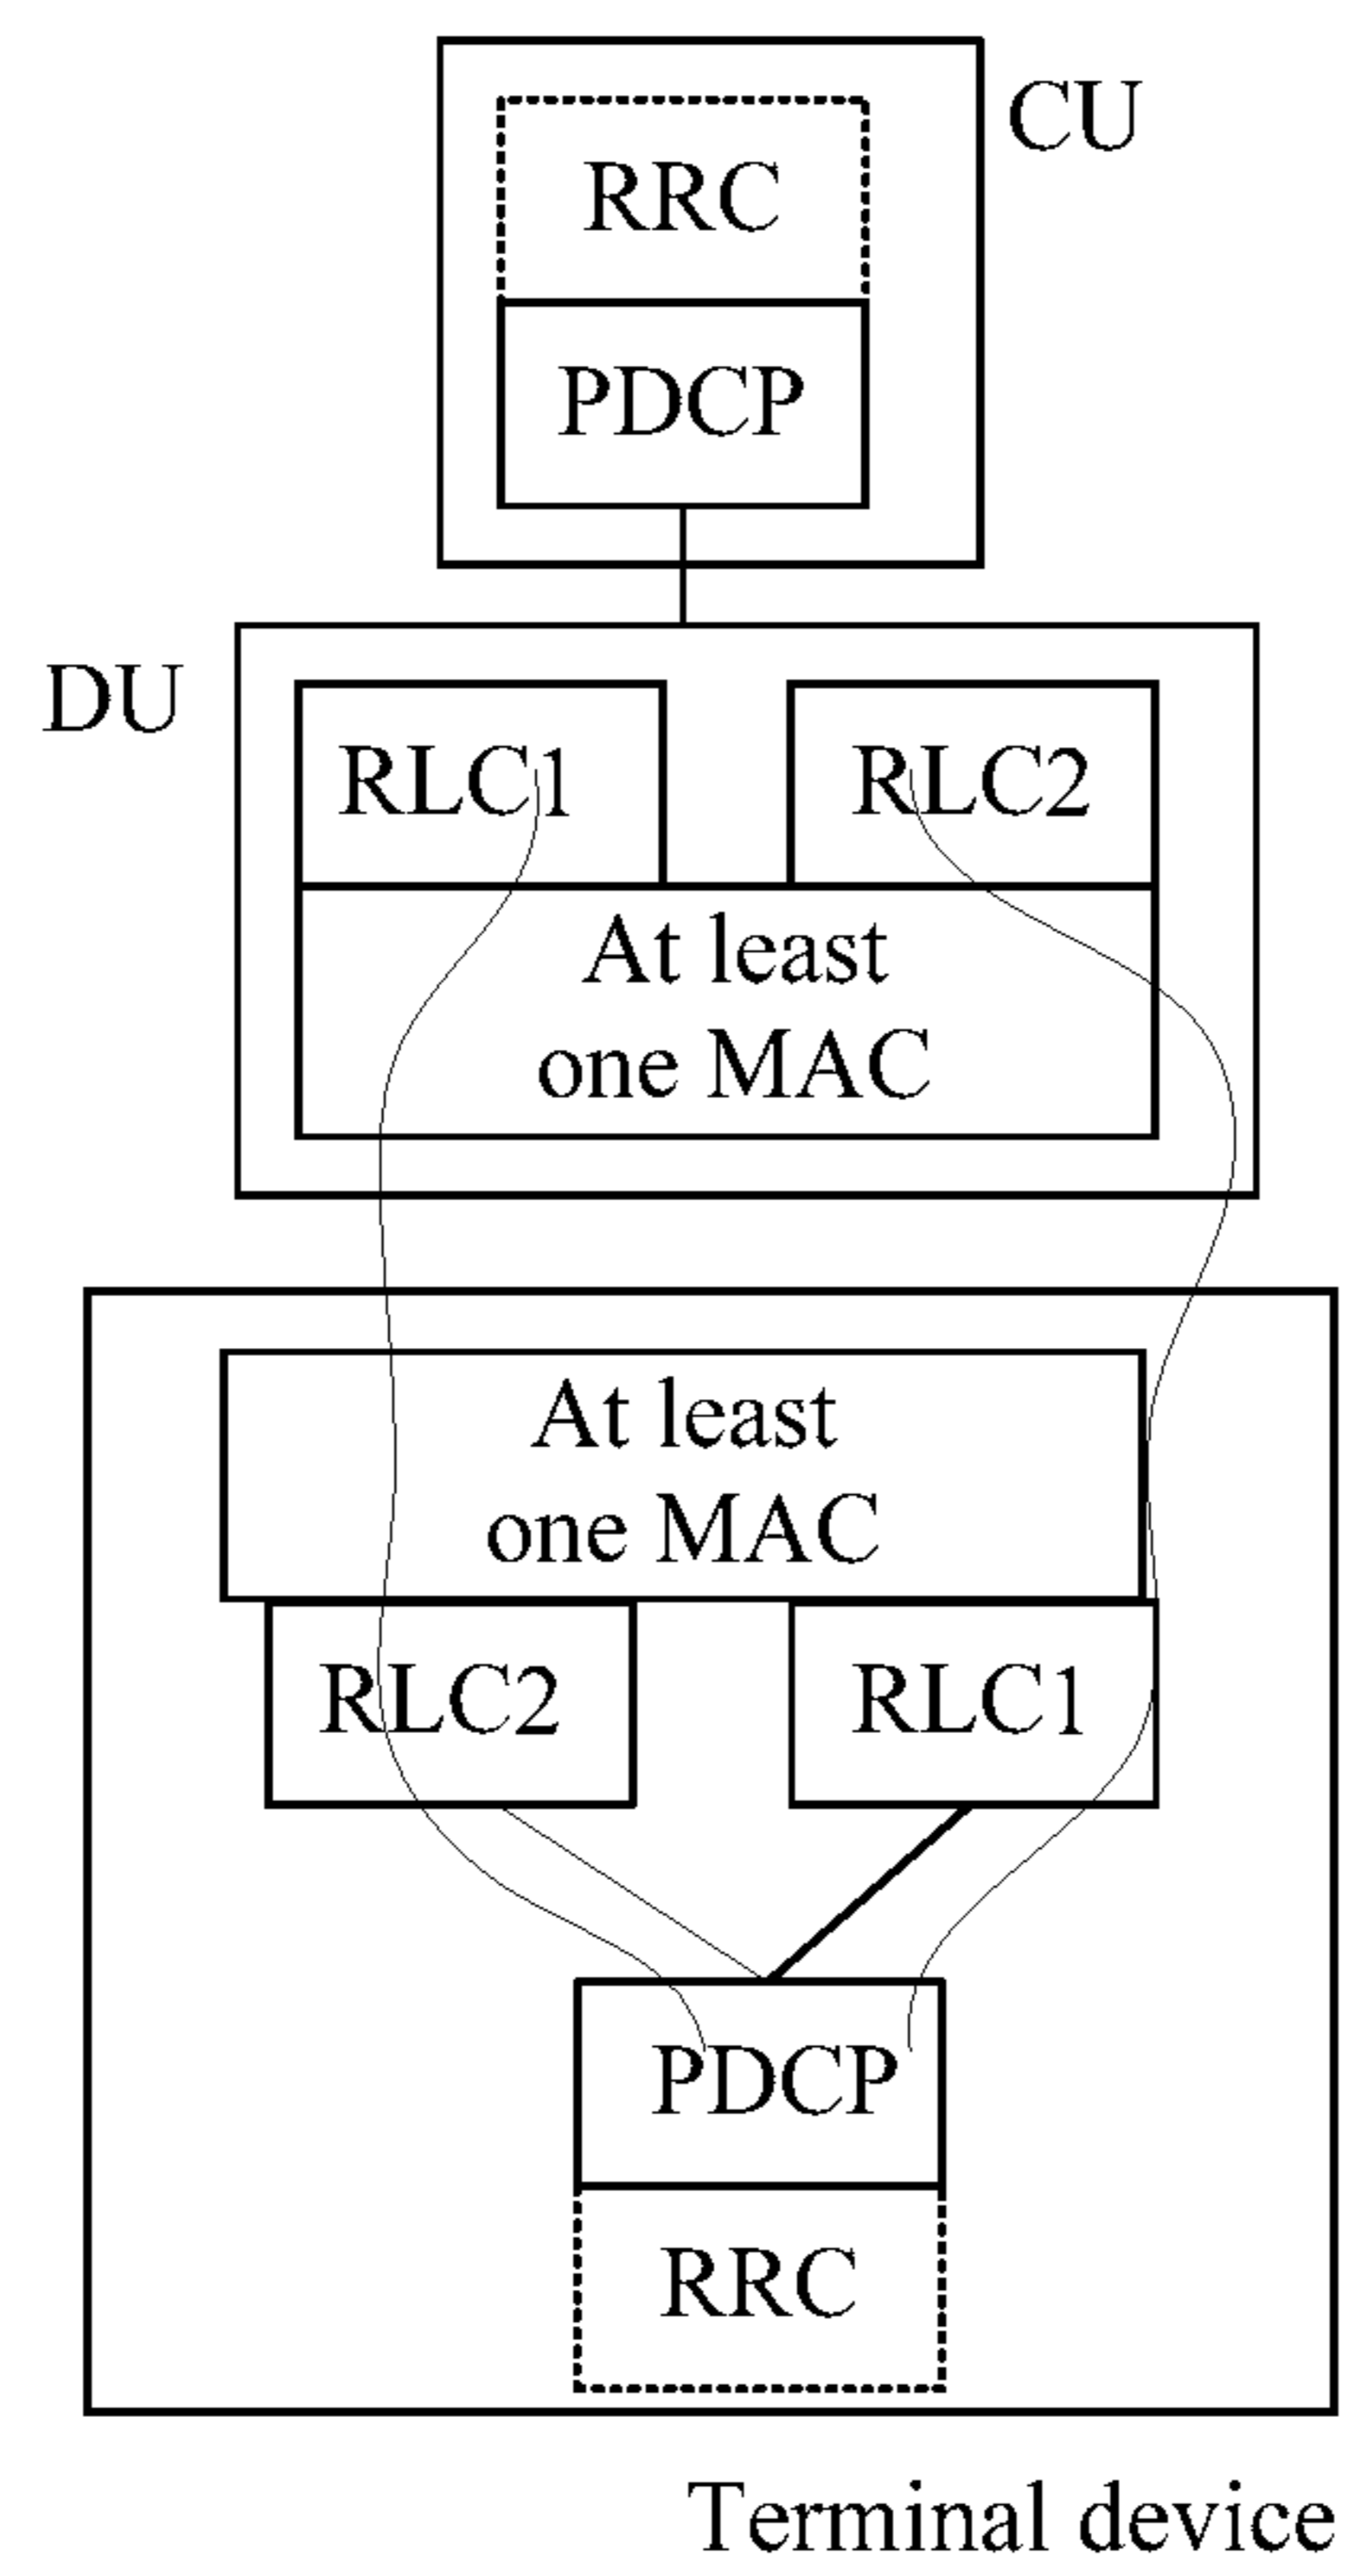 CU
RRC
PDCP
DU
RLC1
RLC2
At least
one MAC
At least
one MAC
RLC2
RLC1
PDCP
RRC
Terminal device